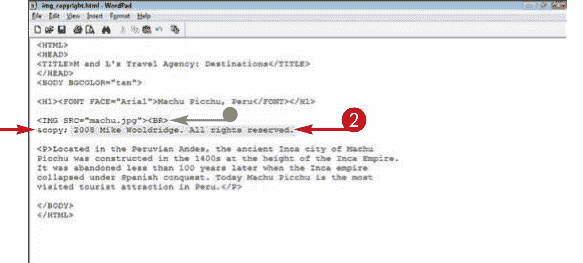 img_copyright.html - WordPad
File Edit View Insert Format Help
<HTML>
<HEAD>
<TITLE>M and L's Travel Agency: Destinations</TITLE>
</HEAD>
<BODY BGCOLOR="tan">
<H1><FONT FACE="Arial">Machu Picchu, Peru</FONT></H1>
<IMG SRC="machu.jpg"><BR>
&copy; 2008 Mike Wooldridge. All rights reserved.
2
<P>Located in the Peruvian Andes, the ancient Inca city of Machu
Picchu was constructed in the 1400s at the height of the Inca Empire.
It was abandoned less than 100 years later when the Inca empire
collapsed under Spanish conquest. Today Machu Picchu is the most
visited tourist attraction in Peru.</P>
</BODY>
</HTML>